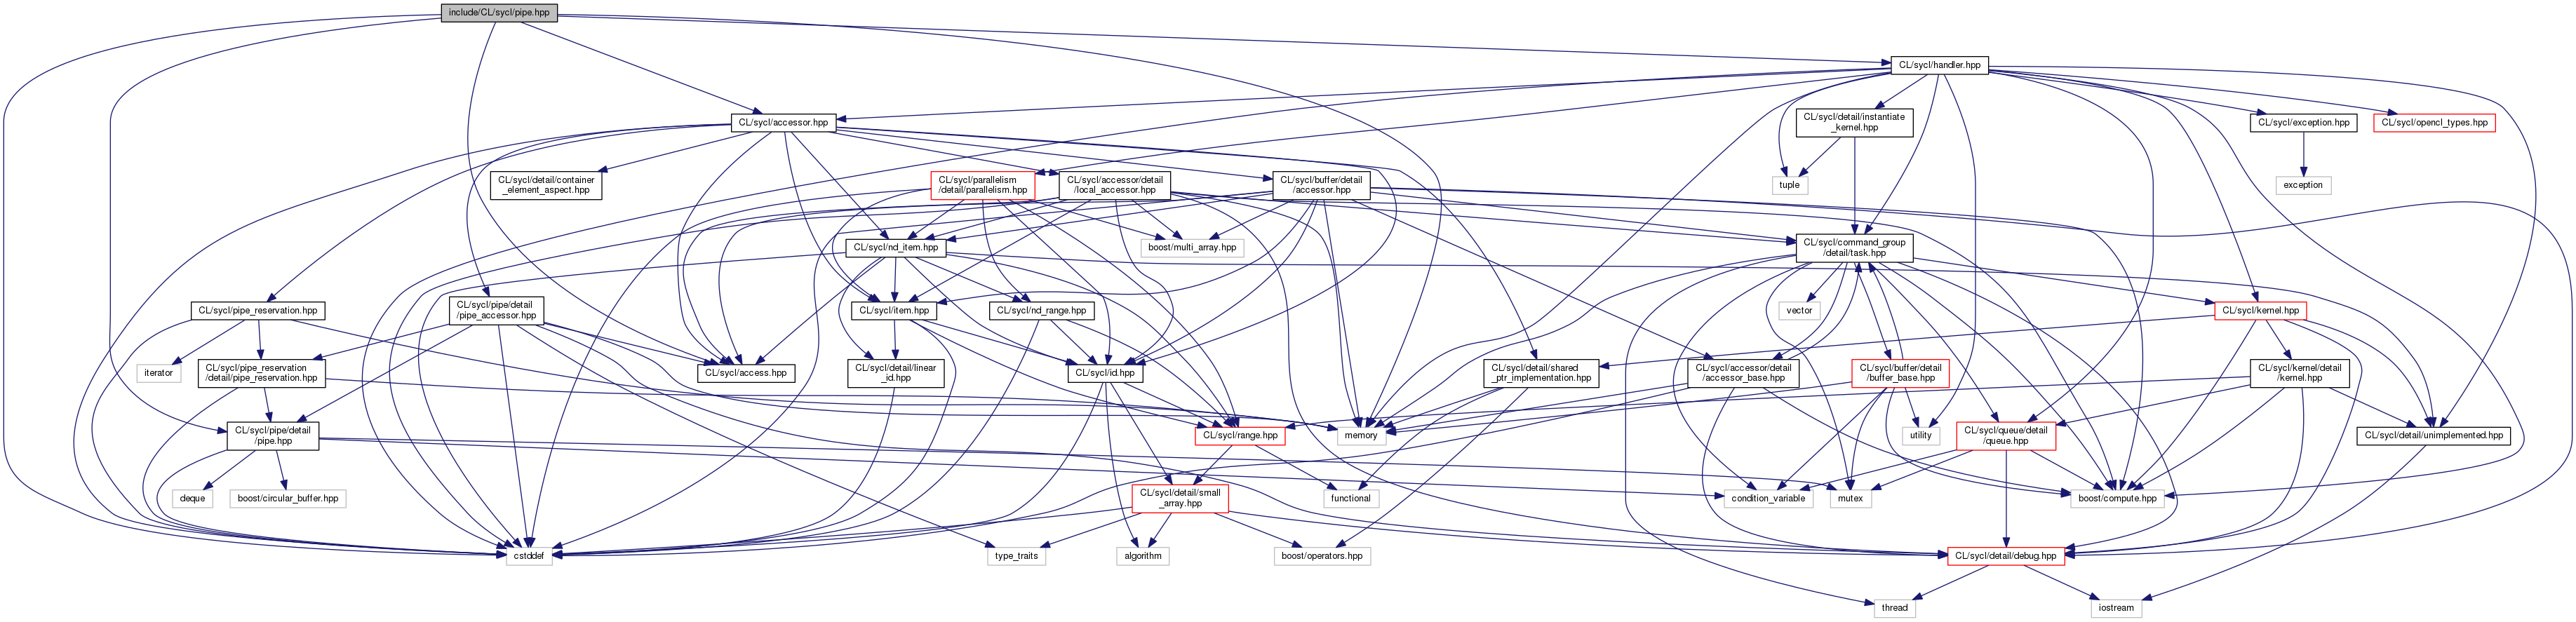 include/CL/sycl/pipe.hpp
CL/sycl/handler.hpp
CL/sycl/accessor.hpp
CL/sycl/detail/instantiate
_kernel.hpp
CL/sycl/exception.hpp
CL/sycl/opencl_types.hpp
CL/sycl/detail/container
_element_aspect.hpp
CL/sycl/parallelism
/detail/parallelism.hpp
CL/sycl/accessor/detail
/local_accessor.hpp
CL/sycl/buffer/detail
/accessor.hpp
tuple
exception
CL/sycl/nd_item.hpp
boost/multi_array.hpp
CL/sycl/command_group
/detail/task.hpp
CL/sycl/pipe_reservation.hpp
CL/sycl/pipe/detail
/pipe_accessor.hpp
CL/sycl/item.hpp
CL/sycl/nd_range.hpp
vector
CL/sycl/kernel.hpp
iterator
CL/sycl/pipe_reservation
/detail/pipe_reservation.hpp
CL/sycl/access.hpp
CL/sycl/detail/linear
_id.hpp
CL/sycl/id.hpp
CL/sycl/detail/shared
_ptr_implementation.hpp
CL/sycl/accessor/detail
/accessor_base.hpp
CL/sycl/buffer/detail
/buffer_base.hpp
CL/sycl/kernel/detail
/kernel.hpp
CL/sycl/pipe/detail
/pipe.hpp
CL/sycl/range.hpp
memory
utility
CL/sycl/queue/detail
/queue.hpp
CL/sycl/detail/unimplemented.hpp
deque
boost/circular_buffer.hpp
CL/sycl/detail/small
_array.hpp
functional
condition_variable
mutex
boost/compute.hpp
cstddef
type_traits
algorithm
boost/operators.hpp
CL/sycl/detail/debug.hpp
thread
iostream